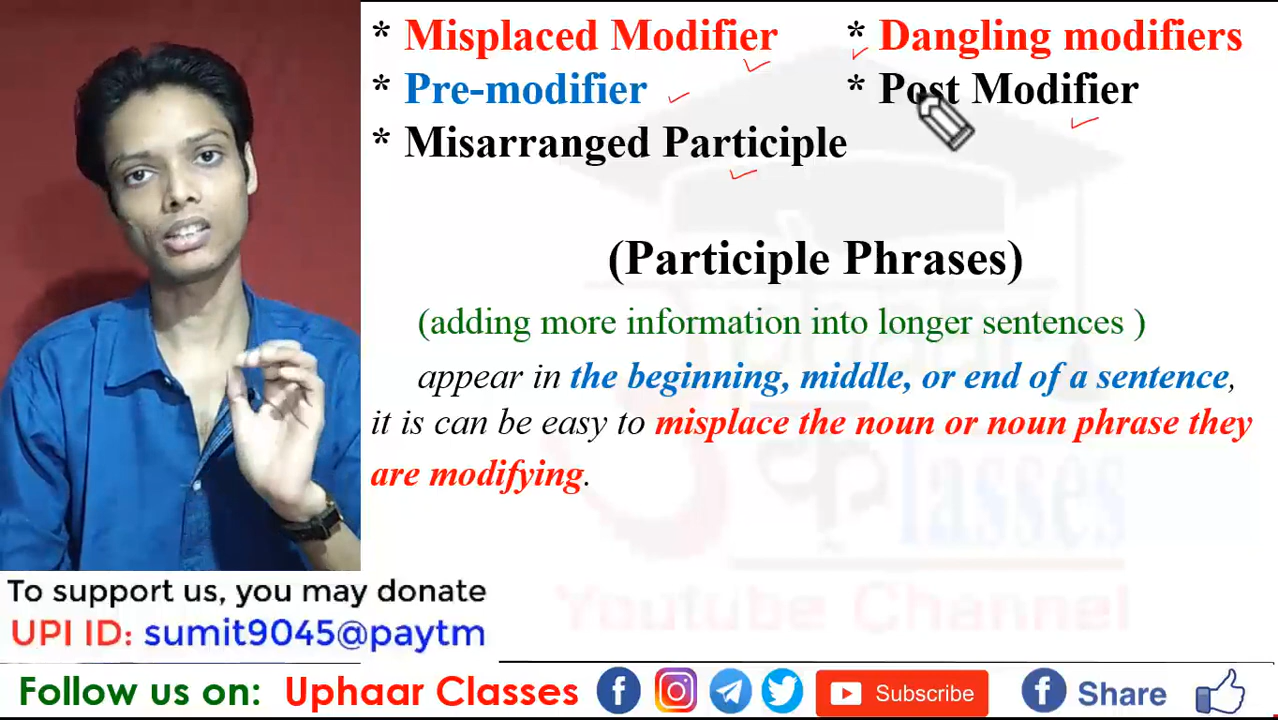 * Misplaced Modifier * Dangling modifiers
* Pre-modifier * Post Modifier
* Misarranged Participle
(Participle Phrases)
(adding more information into longer sentences )
appear in the beginning, middle, or end of a sentence,
it is can be easy to misplace the noun or noun phrase they
are modifying.
क lasses
Youtube Channel
To support us, you may donate
UPI ID: sumit9045@paytm
Follow us on: Uphaar Classes Subscribe Share